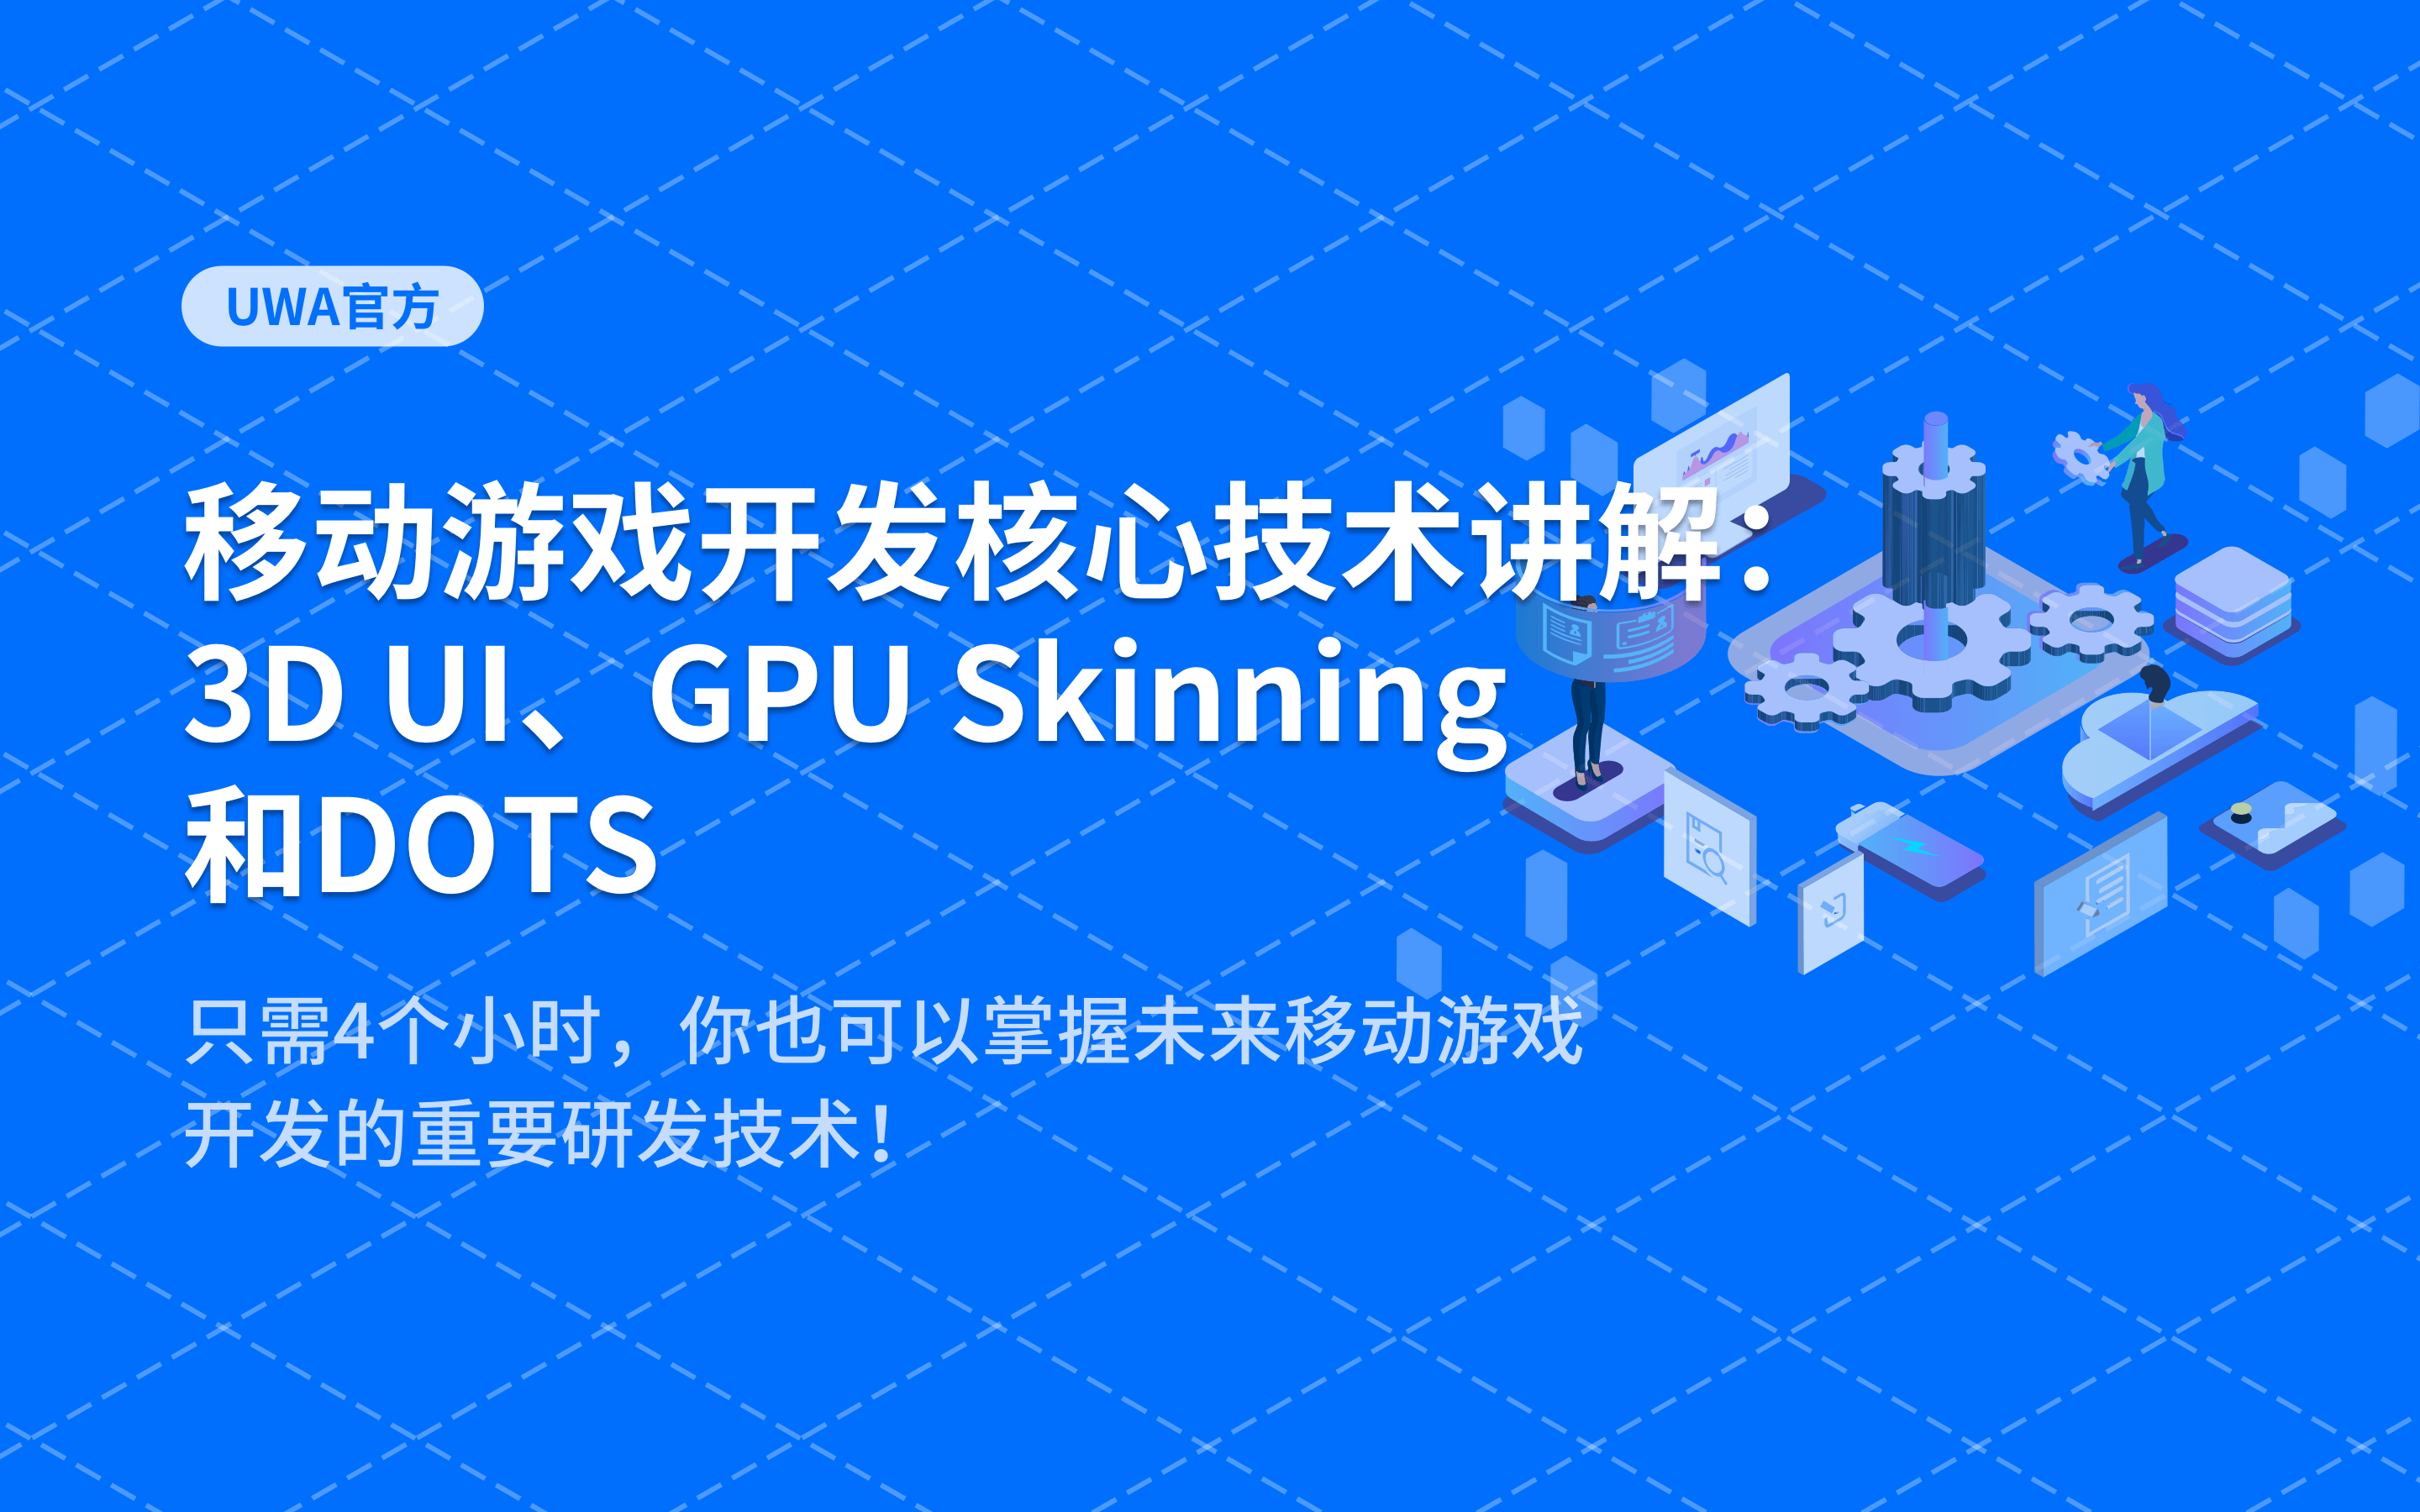 UWA官方
移动游戏开发核心技术讲解：
3D UI、GPU Skinning
和DOTS
只需4个小时，你也可以掌握未来移动游戏
开发的重要研发技术！